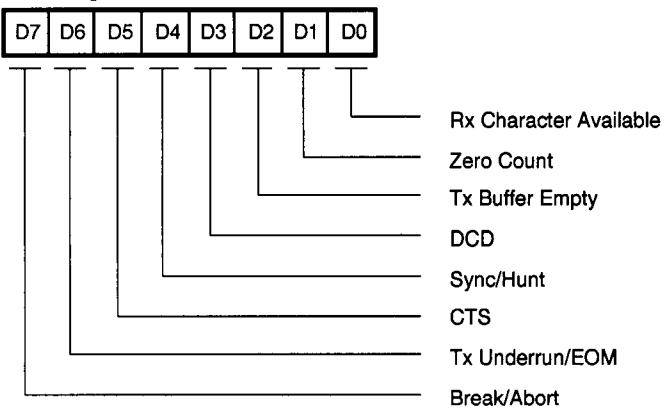 D7 D6 D5 D4 D3 D2 D1 D0
Rx Character Available
Zero Count
Tx Buffer Empty
DCD
Sync/Hunt
CTS
Tx Underrun/EOM
Break/Abort